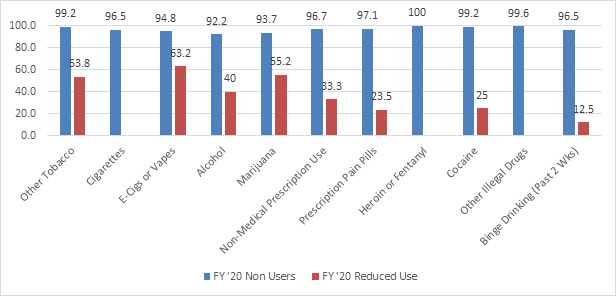 99.2 96.5 94.8 92.2 93.7 96.7 97.1 100 99.2 99.6 96.5
100.0
80.0
60.0
40.0
20.0
0.0
53.8 63.2 40 55.2 33.3 23.5 25 12.5
Other Tobacco
Cigarettes
E-Cigs or Vapes
Alcohol
Marijuana
Non-Medical Prescription Use
Prescription Pain Pills
Heroin or Fentanyl
Cocaine
Other Illegal Drugs
Binge Drinking (Past 2 Wks)
FY '20 Non Users FY '20 Reduced Use